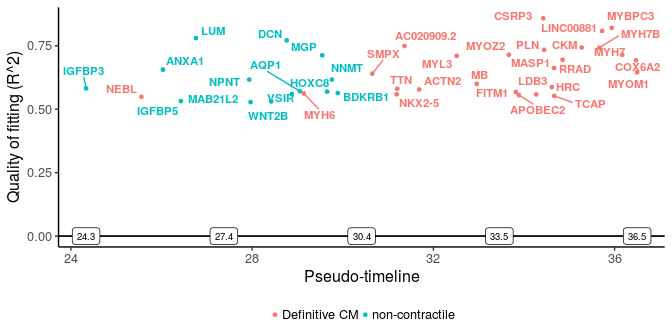 Quality of fitting (R^2)
0.75
0.50
0.25
0.00
CSRP3
MYBPC3
LINC00881
MYH7B
LUM
DCN
AC020909.2
MGP
MYOZ2
PLN
CKM
MYH7
SMPX
ANXA1
AQP1
MYL3
MASP1
RRAD
COX6A2
IGFBP3
NNMT
NPNT
HOXC8
TTN
ACTN2
MB
LDB3
HRC
MYOM1
NEBL
MAB21L2
VSIR
BDKRB1
FITM1
NKX2-5
TCAP
IGFBP5
WNT2B
MYH6
APOBEC2
24.3
27.4
30.4
33.5
36.5
24
28
32
36
Pseudo-timeline
Definitive CM
non-contractile